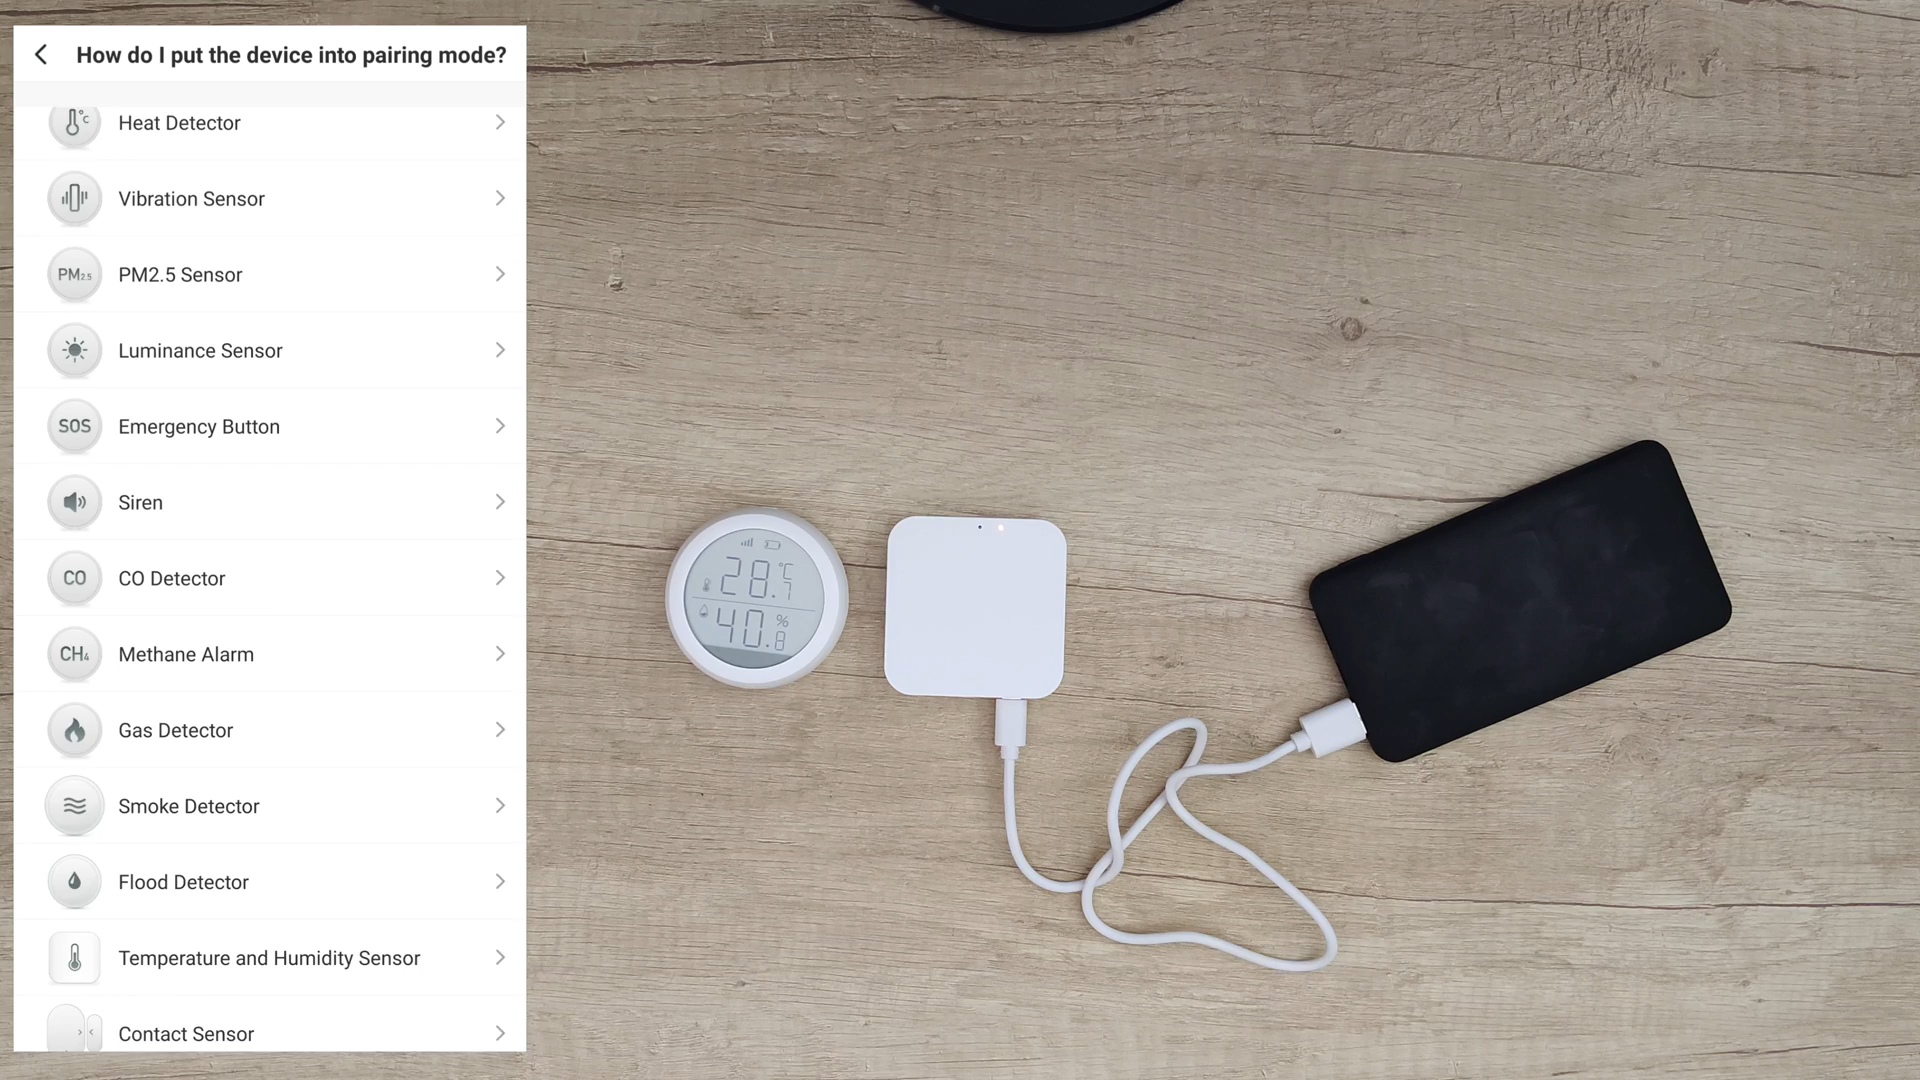 How do I put the device into pairing mode?
°C
Heat Detector
Vibration Sensor
PM2.5
PM2.5 Sensor
Luminance Sensor
SOS
Emergency Button
Siren
CO
CO Detector
CH4
Methane Alarm
Gas Detector
Smoke Detector
Flood Detector
Temperature and Humidity Sensor
Contact Sensor
28.7 °C
40.8 %